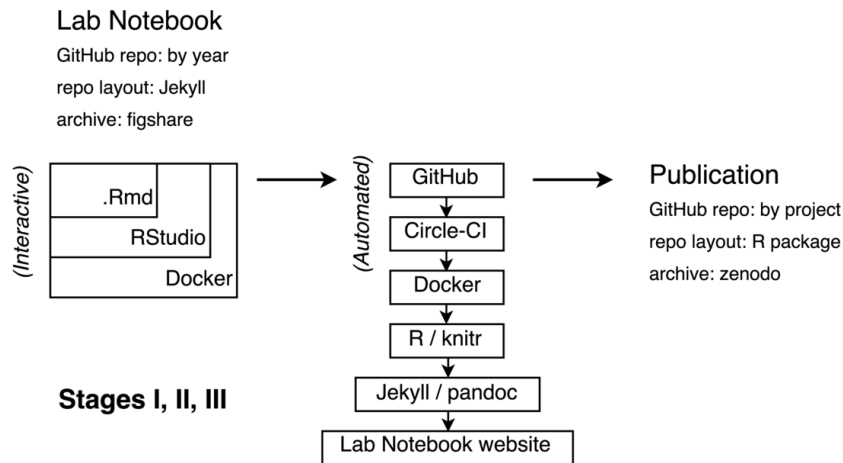 Lab Notebook
GitHub repo: by year
repo layout: Jekyll
archive: figshare
(Interactive)
.Rmd
RStudio
Docker
Stages I, II, III
(Automated)
GitHub
Circle-CI
Docker
R / knitr
Jekyll / pandoc
Lab Notebook website
Publication
GitHub repo: by project
repo layout: R package
archive: zenodo